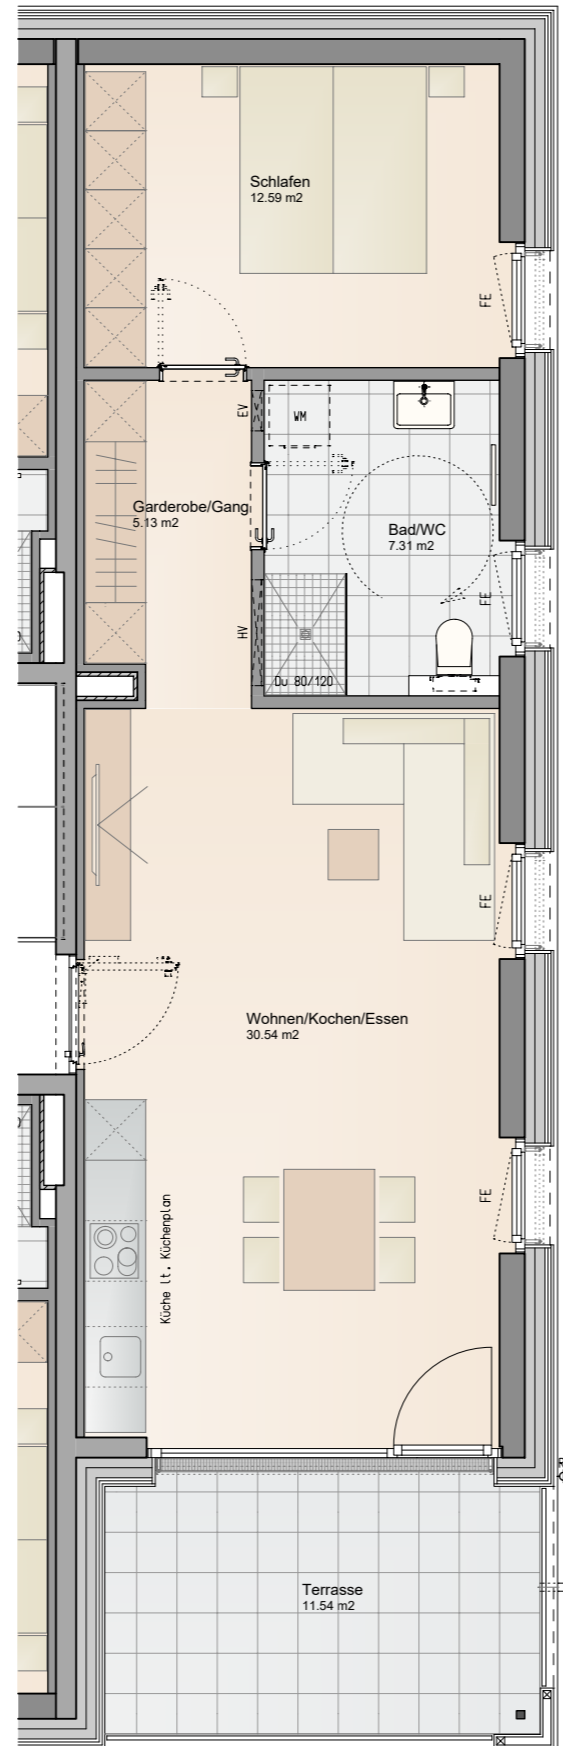 Schlafen
12.59 m2
FE
EV
WM
Garderobe/Gang
5.13 m2
Bad/WC
7.31 m2
FE
HV
Du 80/120
FE
Wohnen/Kochen/Essen
30.54 m2
FE
Küche lt. Küchenplan
Terrasse
11.54 m2